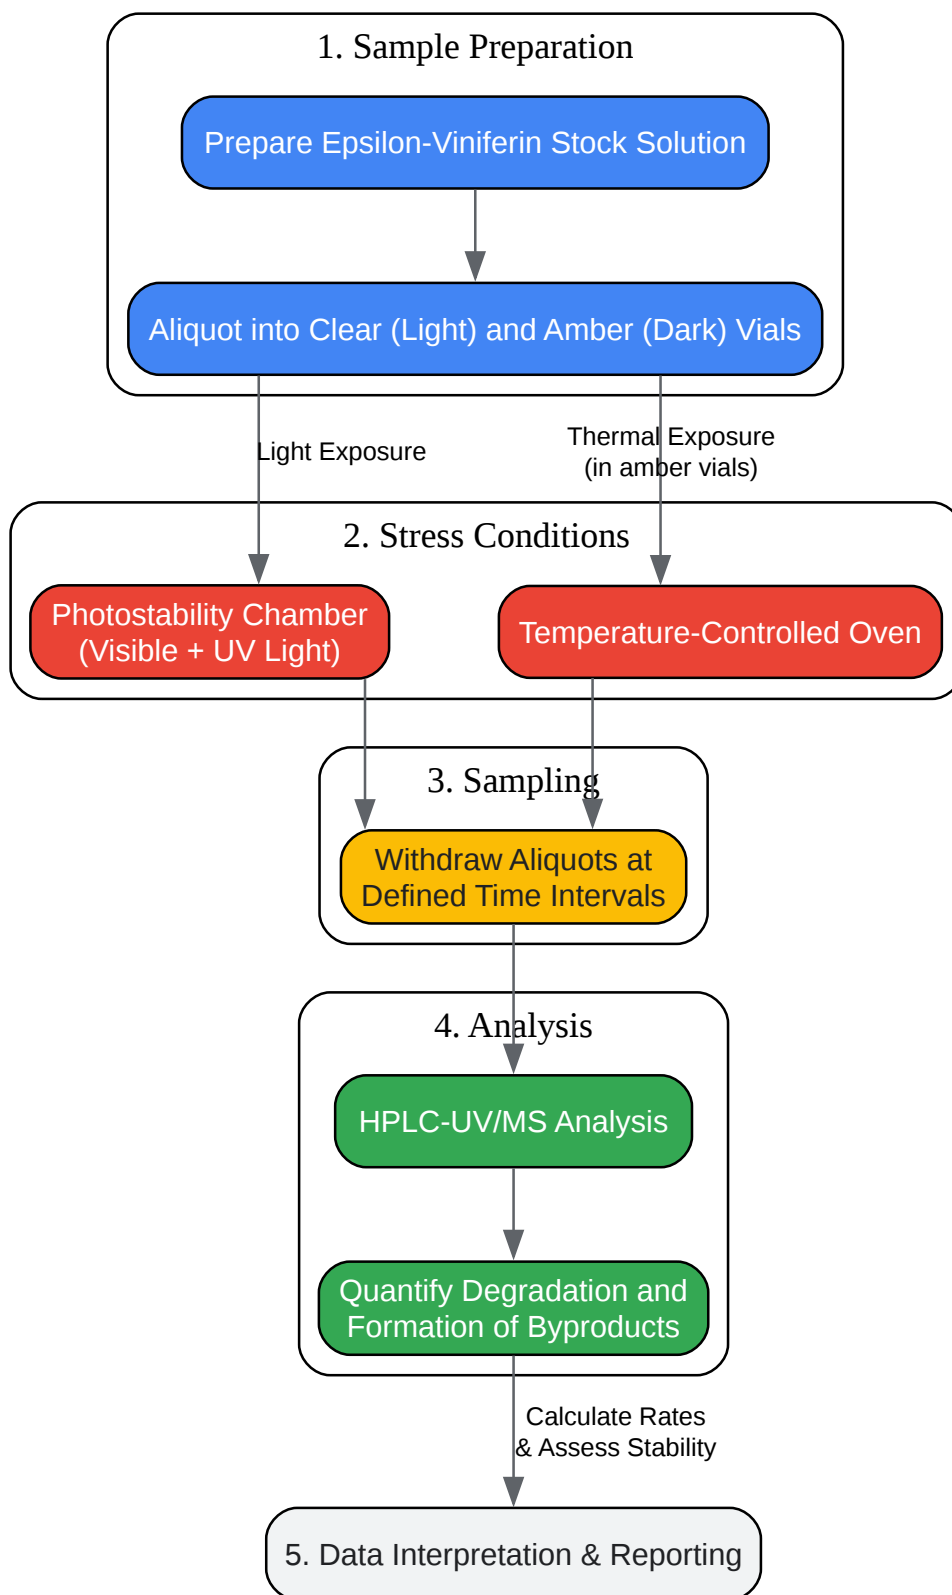 1. Sample Preparation
Prepare Epsilon-Viniferin Stock Solution
Aliquot into Clear (Light) and Amber (Dark) Vials
Light Exposure
Thermal Exposure
(in amber vials)
2. Stress Conditions
Photostability Chamber
(Visible + UV Light)
Temperature-Controlled Oven
3. Sampling
Withdraw Aliquots at
Defined Time Intervals
4. Analysis
HPLC-UV/MS Analysis
Quantify Degradation and
Formation of Byproducts
Calculate Rates
& Assess Stability
5. Data Interpretation & Reporting